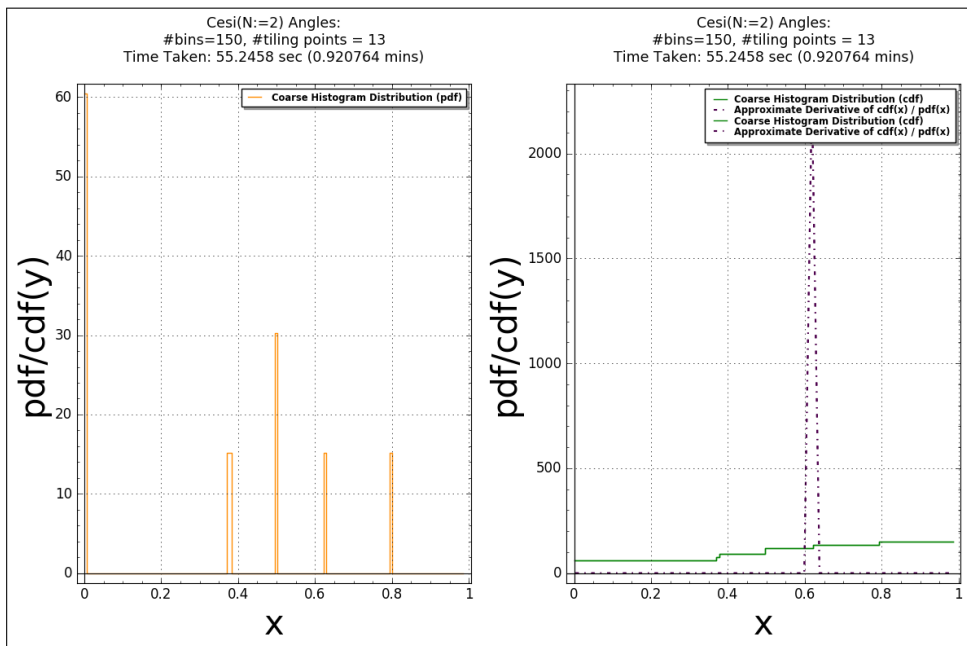 Cesi(N:=2) Angles:
#bins=150, #tiling points = 13
Time Taken: 55.2458 sec (0.920764 mins)
Coarse Histogram Distribution (pdf)
60
50
40
30
20
10
0
pdf/cdf(y)
0 0.2 0.4 0.6 0.8 1
x
Cesi(N:=2) Angles:
#bins=150, #tiling points = 13
Time Taken: 55.2458 sec (0.920764 mins)
Coarse Histogram Distribution (cdf)
Approximate Derivative of cdf(x) / pdf(x)
Coarse Histogram Distribution (cdf)
Approximate Derivative of cdf(x) / pdf(x)
2000
1500
1000
500
0
pdf/cdf(y)
0 0.2 0.4 0.6 0.8 1
x